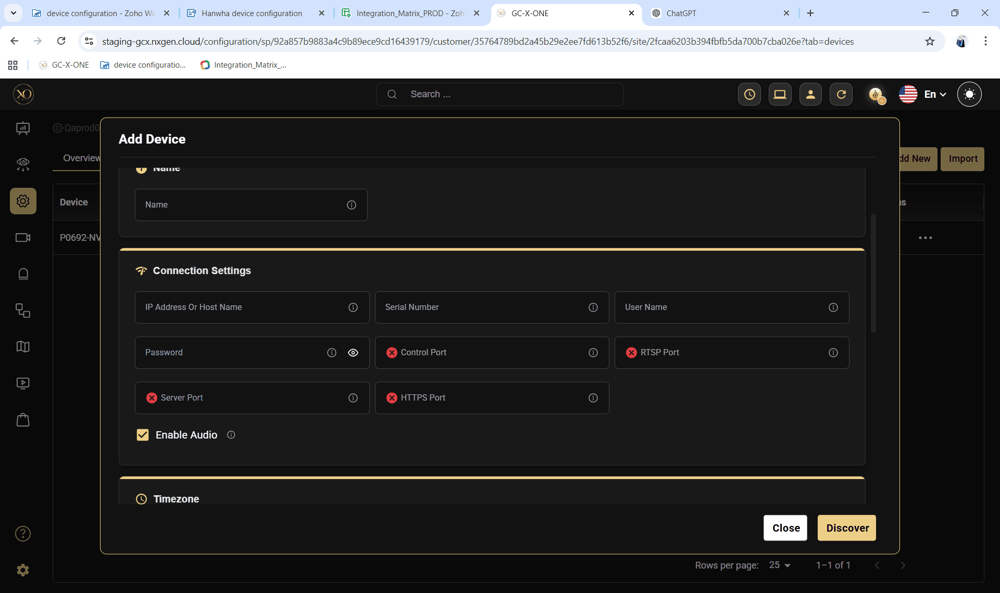 device configuration - Zoho Wo
Hanwha device configuration
Integration_Matrix_PROD - Zoh
GC-X-ONE
ChatGPT
staging-gcx.nxgen.cloud/configuration/sp/92a857b9883a4c9b89ece9cd16439179/customer/35764789bd2a45b29e2ee7fd613b52f6/site/2fcaa6203b394fbfb5da700b7cba026e?tab=devices
GC-X-ONE
device configuratio...
Integration_Matrix_...
XO
Search ...
En
Qaprod0
Overview
dd New
Import
Device
P0692-NV
Add Device
Name
Name
Connection Settings
IP Address Or Host Name
Serial Number
User Name
Password
Control Port
RTSP Port
Server Port
HTTPS Port
Enable Audio
Timezone
Close
Discover
Rows per page: 25
1–1 of 1